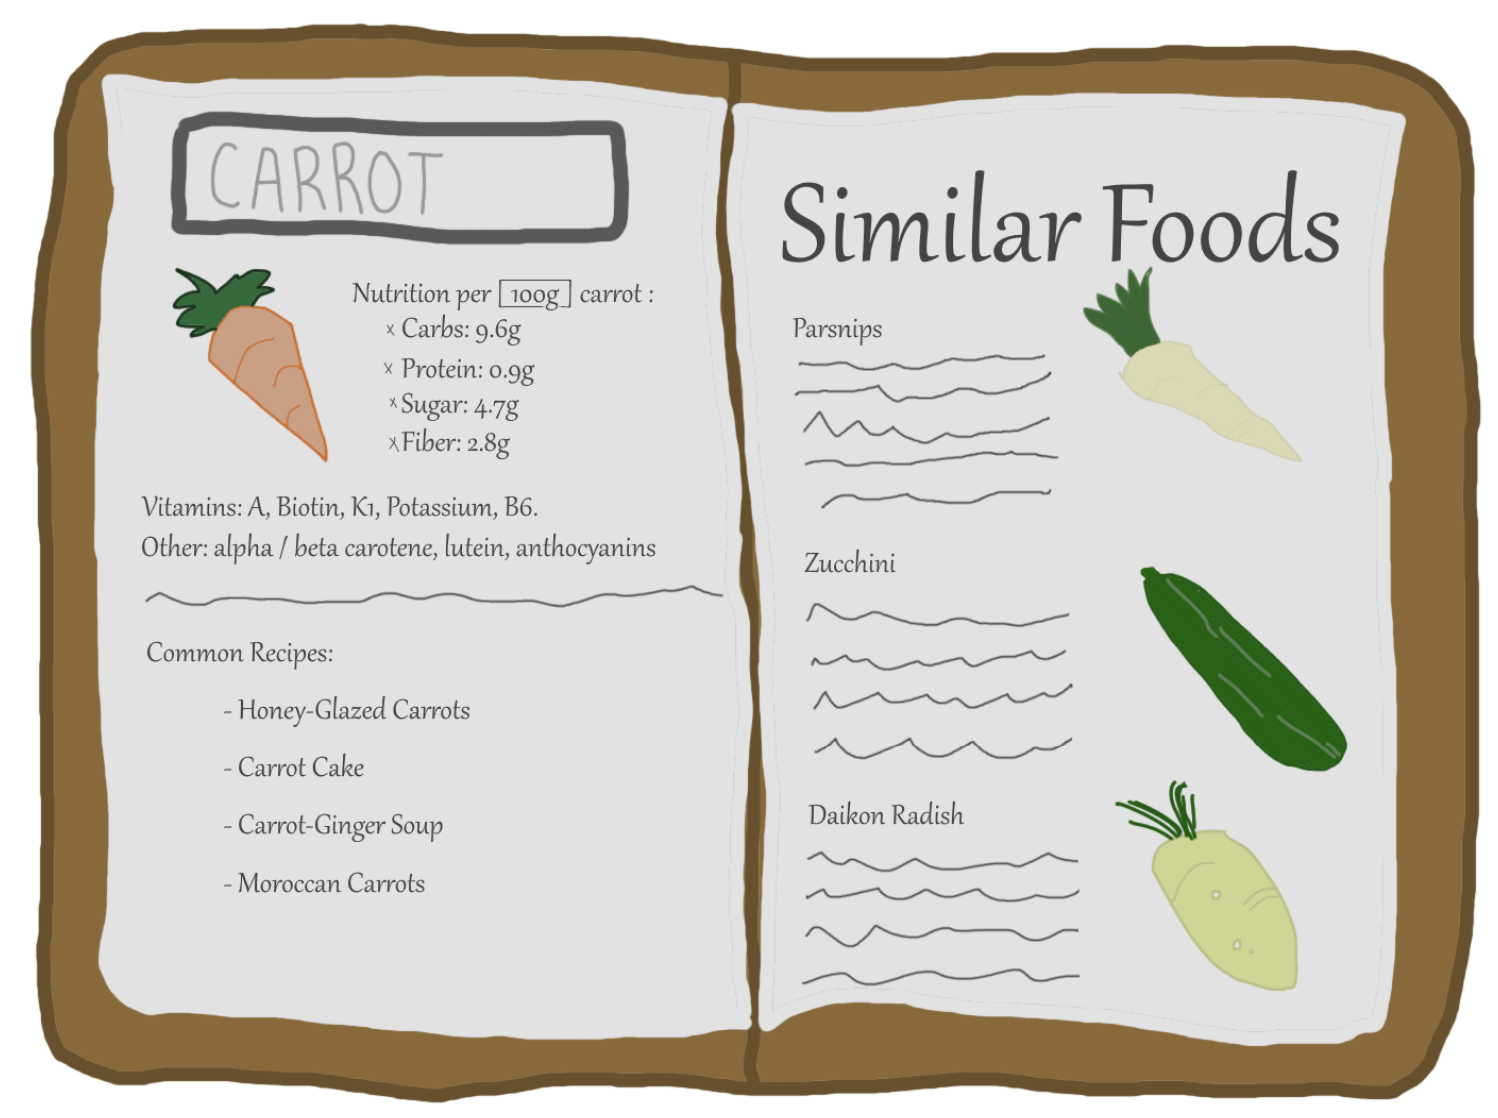 CARROT
Nutrition per 100g carrot :
x Carbs: 9.6g
x Protein: 0.9g
x Sugar: 4.7g
x Fiber: 2.8g
Vitamins: A, Biotin, K1, Potassium, B6.
Other: alpha / beta carotene, lutein, anthocyanins
Common Recipes:
- Honey-Glazed Carrots
- Carrot Cake
- Carrot-Ginger Soup
- Moroccan Carrots
Similar Foods
Parsnips
Zucchini
Daikon Radish